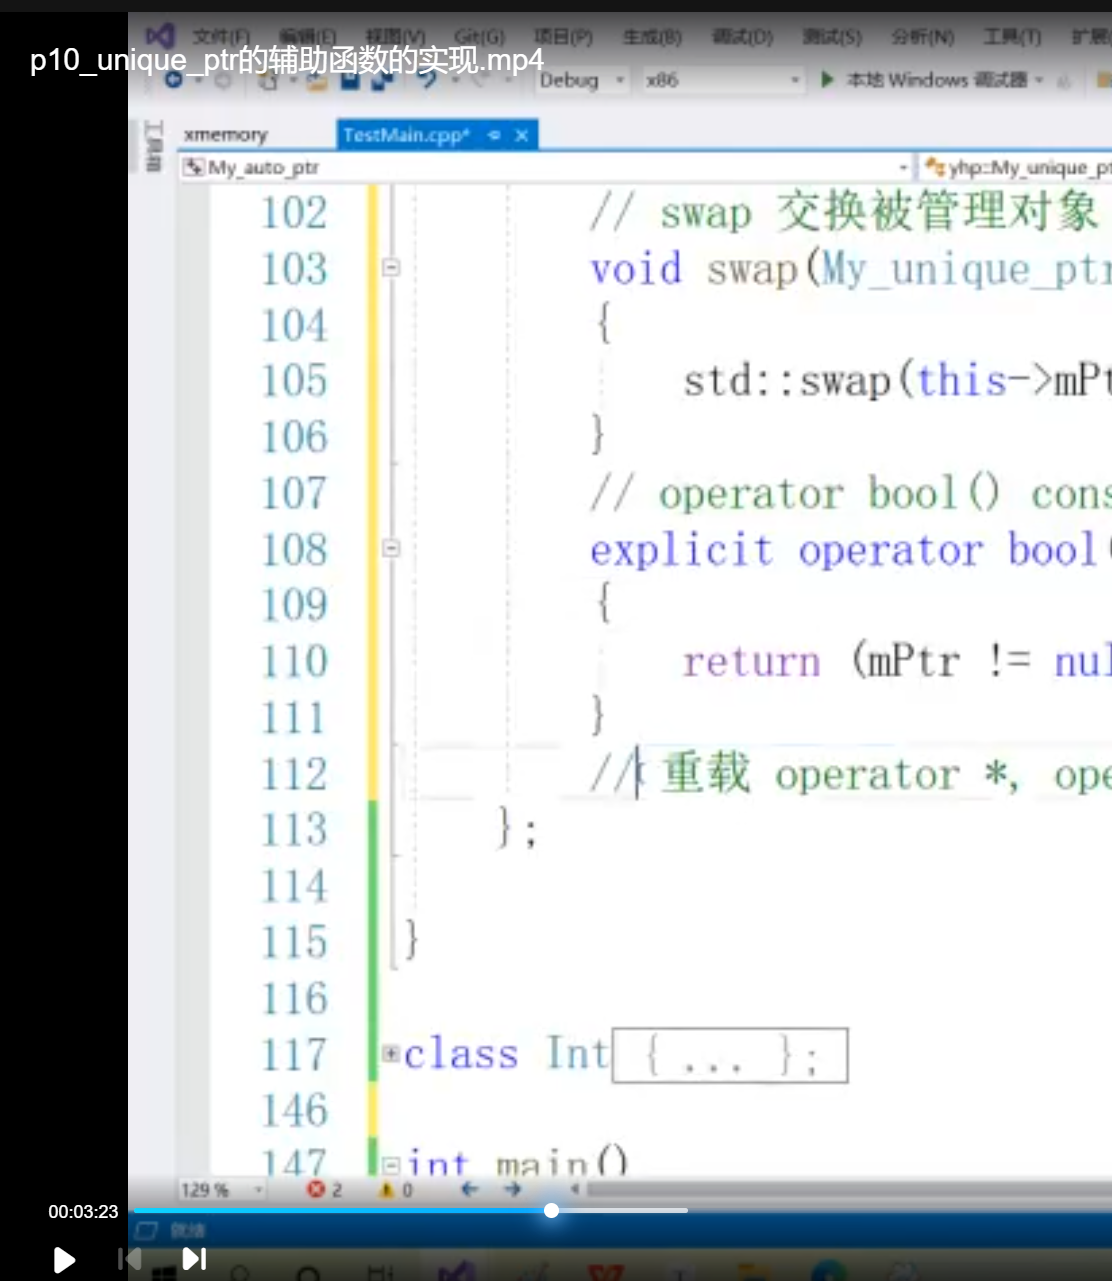 文件(F) 编辑(E) 视图(V) Git(G) 项目(P) 生成(B) 调试(D) 测试(S) 分析(N) 工具(T)
p10_unique_ptr的辅助函数的实现.mp4
Debug x86 本地 Windows 调试器
工具箱
xmemory TestMain.cpp*
My_auto_ptr yhp::My_unique_pt
102 // swap 交换被管理对象
103 void swap(My_unique_ptr
104 {
105 std::swap(this->mPt
106 }
107 // operator bool() cons
108 explicit operator bool(
109 {
110 return (mPtr != nul
111 }
112 // 重载 operator *, ope
113 };
114
115 }
116
117 class Int{ ... };
146
147 int main()
129 % 2 0
00:03:23
就绪